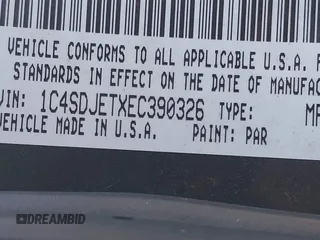 VEHICLE CONFORMS TO ALL APPLICABLE U.S.A. F
STANDARDS IN EFFECT ON THE DATE OF MANUFAC
VIN: 1C4SDJETXEC390326 TYPE: MP
VEHICLE MADE IN U.S.A. PAINT: PAR
DREAMBID